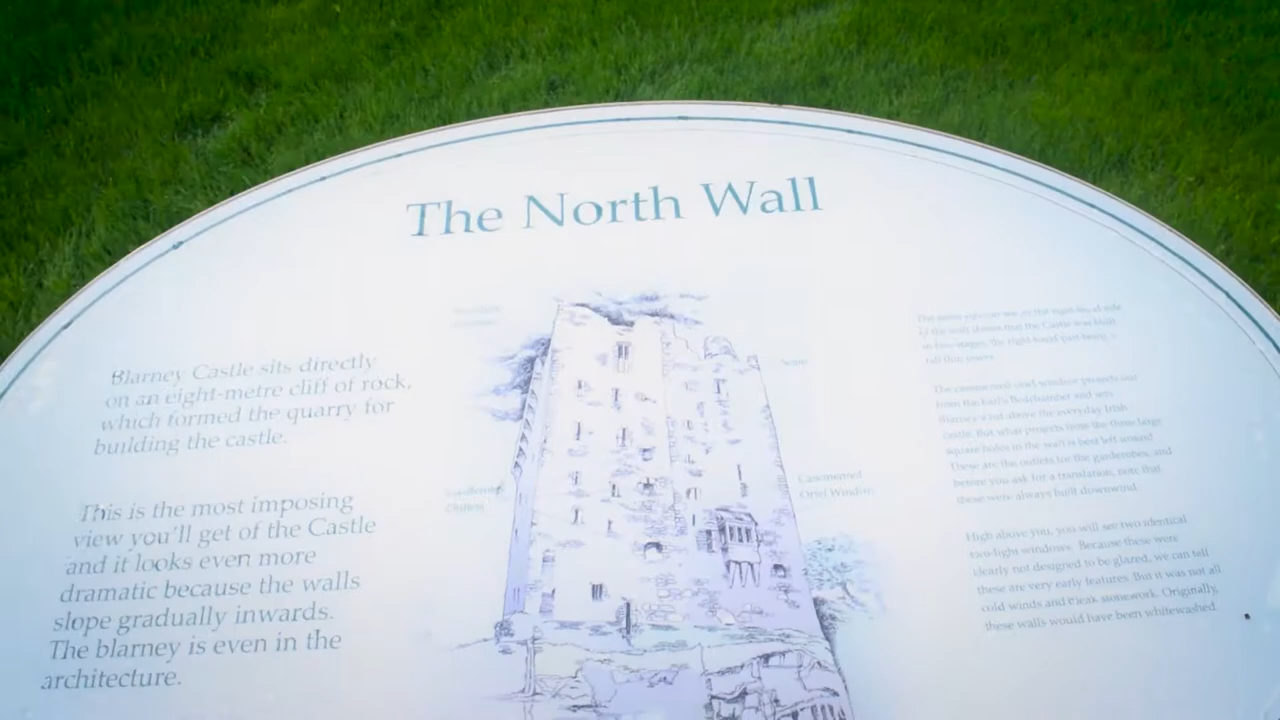 The North Wall
Blarney Castle sits directly
on an eight-metre cliff of rock,
which formed the quarry for
building the castle.
This is the most imposing
view you'll get of the Castle
and it looks even more
dramatic because the walls
slope gradually inwards.
The blarney is even in the
architecture.
Oriel Window
from the Earl's Bedchamber and sets
Blarney a cut above the everyday Irish
castle. But what projects from the three large
square holes in the wall is best left unsaid.
These are the outlets for the garderobes, and
before you ask for a translation, note that
these were always built downwind.
High above you, you will see two identical
two-light windows. Because these were
clearly not designed to be glazed, we can tell
these are very early features. But it was not all
cold winds and bleak stonework. Originally,
these walls would have been whitewashed.